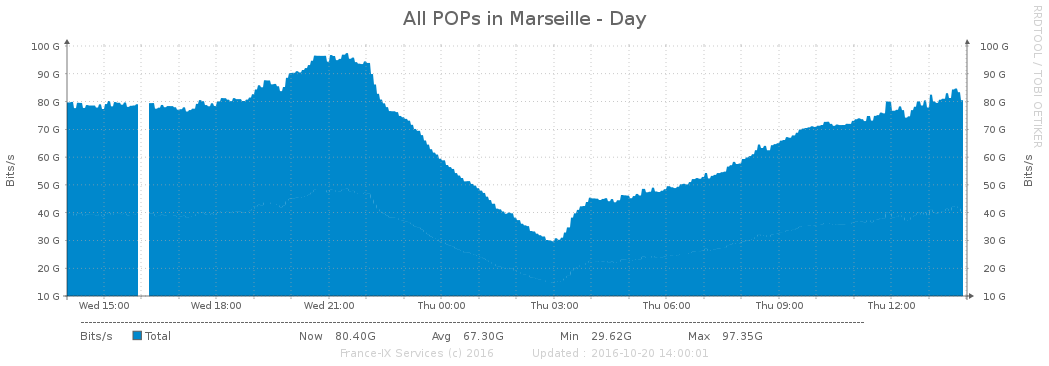 All POPs in Marseille - Day
RRDTOOL / TOBI OETIKER
100 G 100 G
90 G 90 G
80 G 80 G
70 G 70 G
60 G 60 G
50 G 50 G
40 G 40 G
30 G 30 G
20 G 20 G
10 G 10 G
Bits/s
Bits/s
Wed 15:00 Wed 18:00 Wed 21:00 Thu 00:00 Thu 03:00 Thu 06:00 Thu 09:00 Thu 12:00
Bits/s Total Now 80.40G Avg 67.30G Min 29.62G Max 97.35G
France-IX Services (c) 2016 Updated : 2016-10-20 14:00:01